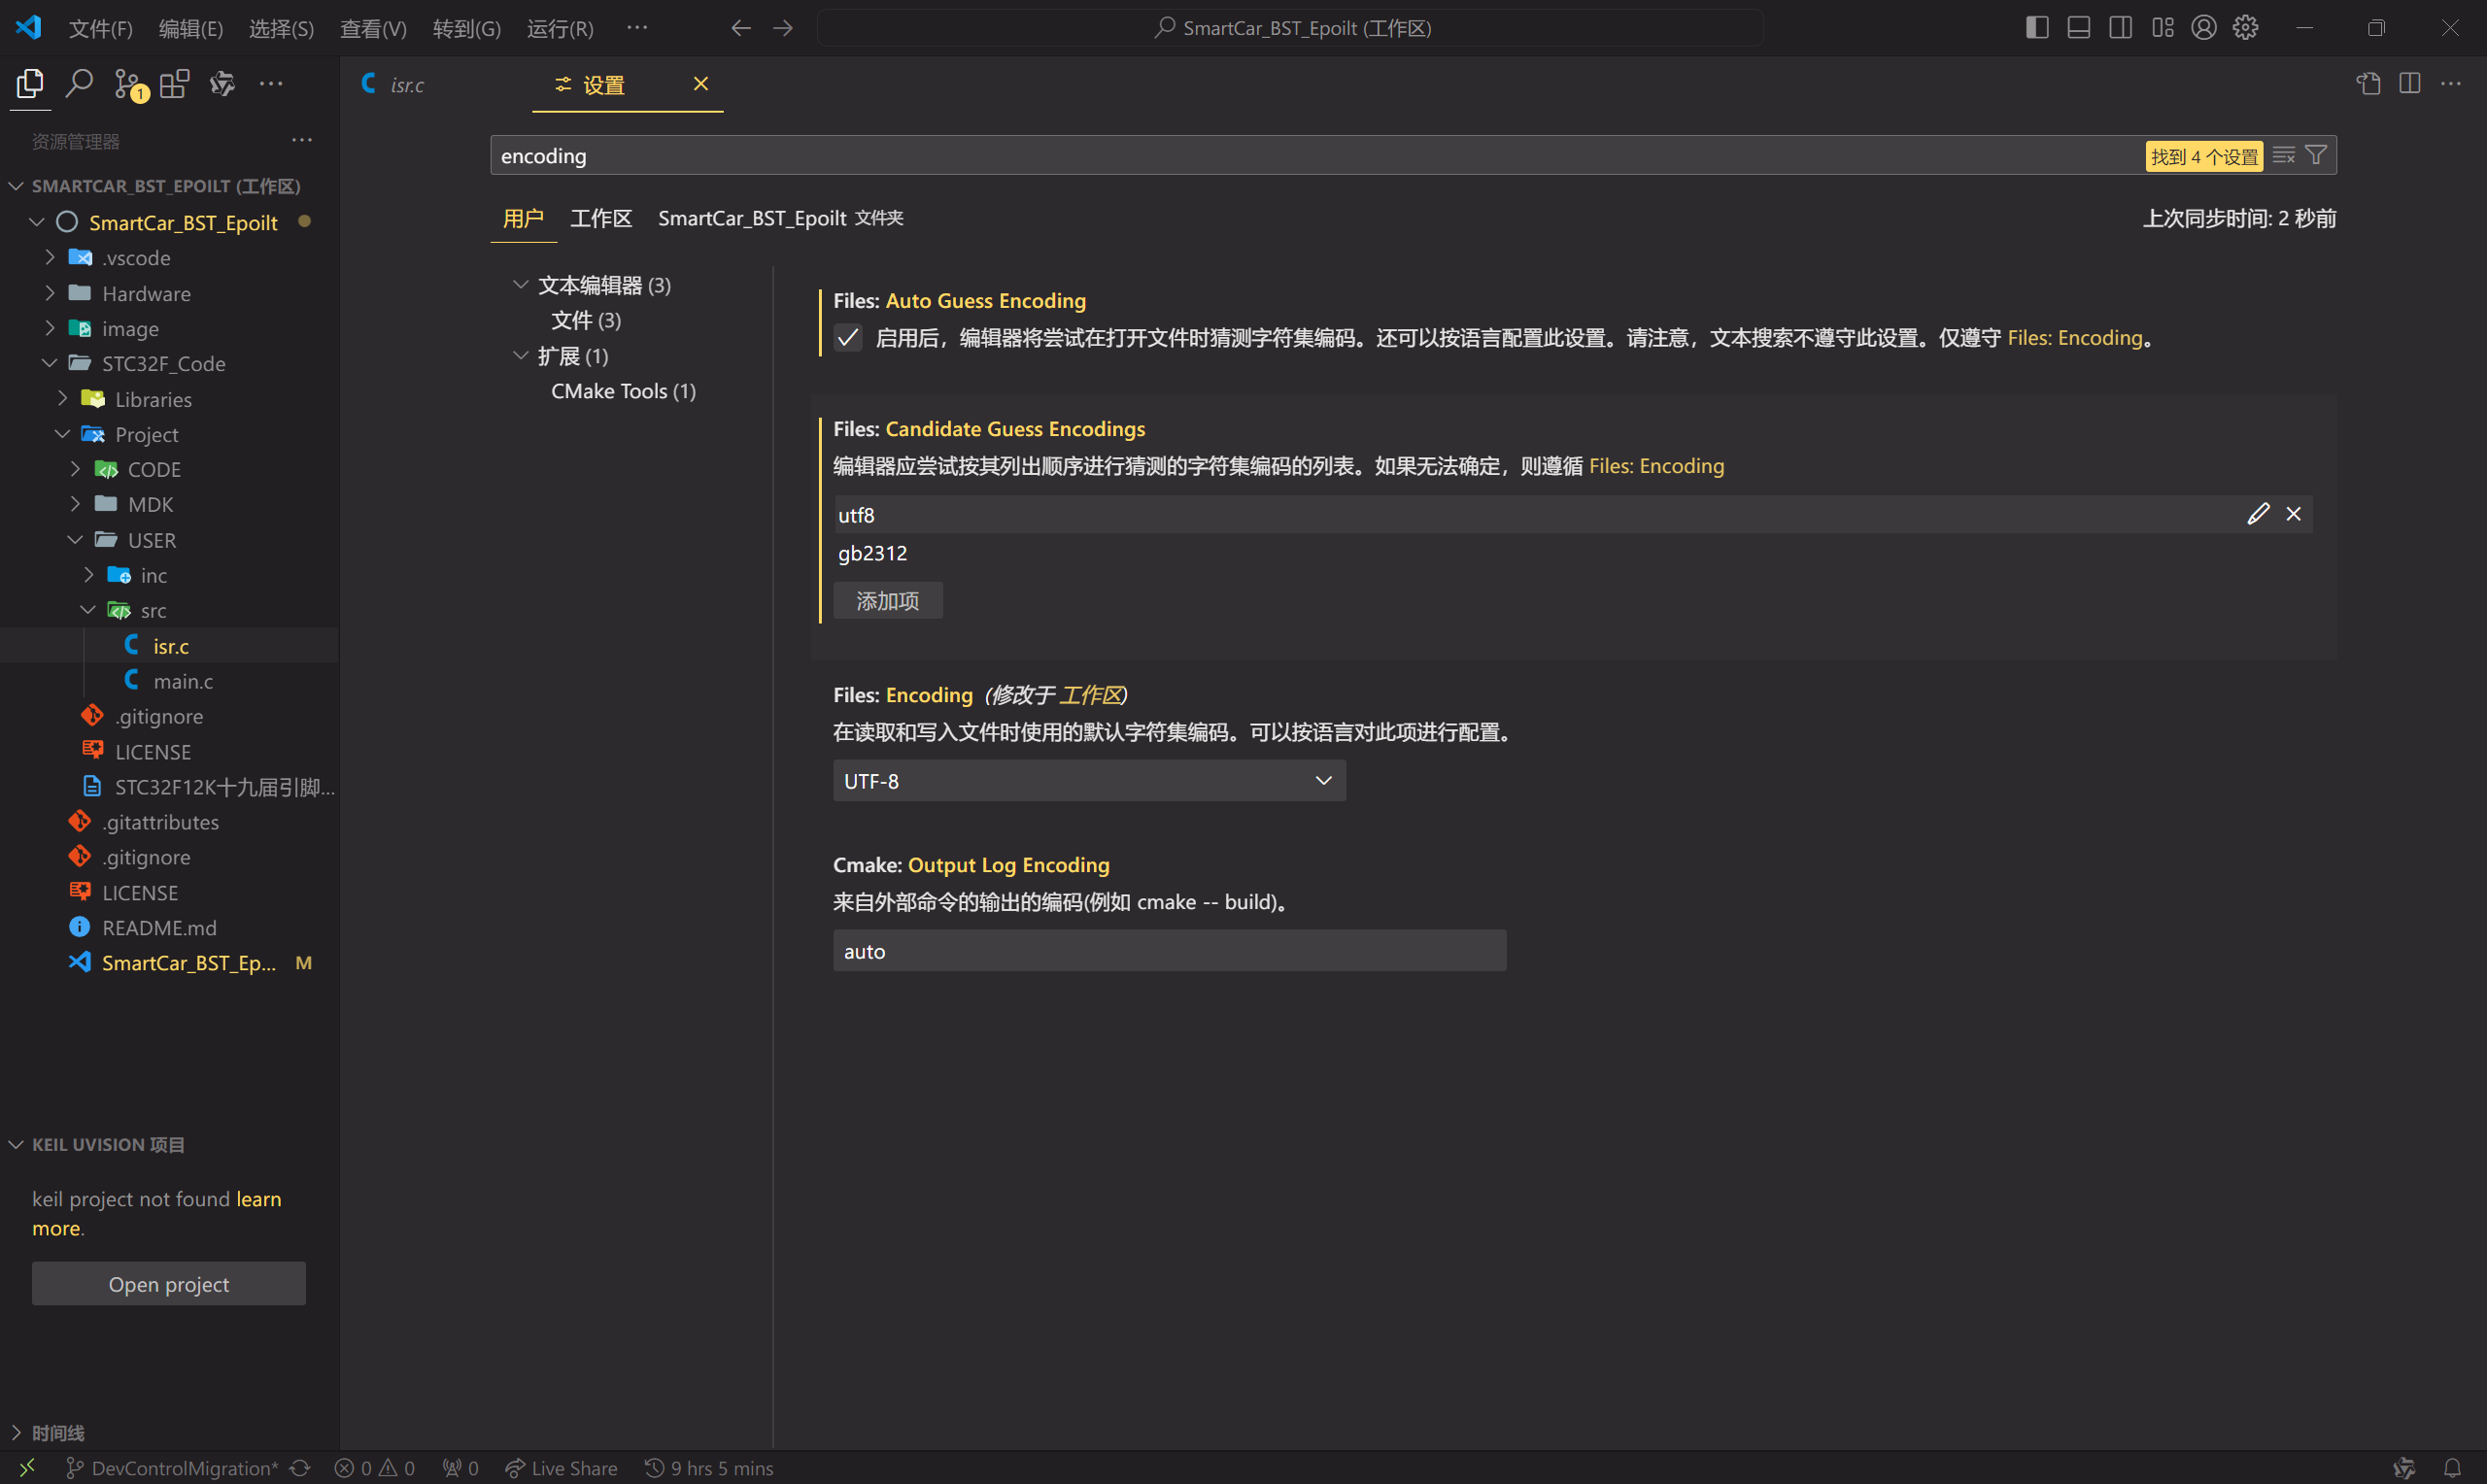 文件(F) 编辑(E) 选择(S) 查看(V) 转到(G) 运行(R) ···
SmartCar_BST_Epoilt (工作区)
1
资源管理器
SMARTCAR_BST_EPOILT (工作区)
SmartCar_BST_Epoilt
.vscode
Hardware
image
STC32F_Code
Libraries
Project
CODE
MDK
USER
inc
src
isr.c
main.c
.gitignore
LICENSE
STC32F12K十九届引脚...
.gitattributes
.gitignore
LICENSE
README.md
SmartCar_BST_Ep... M
KEIL UVISION 项目
keil project not found learn
more.
Open project
时间线
isr.c
设置
encoding
找到 4 个设置
用户 工作区 SmartCar_BST_Epoilt 文件夹
上次同步时间: 2 秒前
文本编辑器 (3)
文件 (3)
扩展 (1)
CMake Tools (1)
Files: Auto Guess Encoding
启用后，编辑器将尝试在打开文件时猜测字符集编码。还可以按语言配置此设置。请注意，文本搜索不遵守此设置。仅遵守 Files: Encoding。
Files: Candidate Guess Encodings
编辑器应尝试按其列出顺序进行猜测的字符集编码的列表。如果无法确定，则遵循 Files: Encoding
utf8
gb2312
添加项
Files: Encoding (修改于 工作区)
在读取和写入文件时使用的默认字符集编码。可以按语言对此项进行配置。
UTF-8
Cmake: Output Log Encoding
来自外部命令的输出的编码(例如 cmake -- build)。
auto
DevControlMigration* 0 0 0 Live Share 9 hrs 5 mins